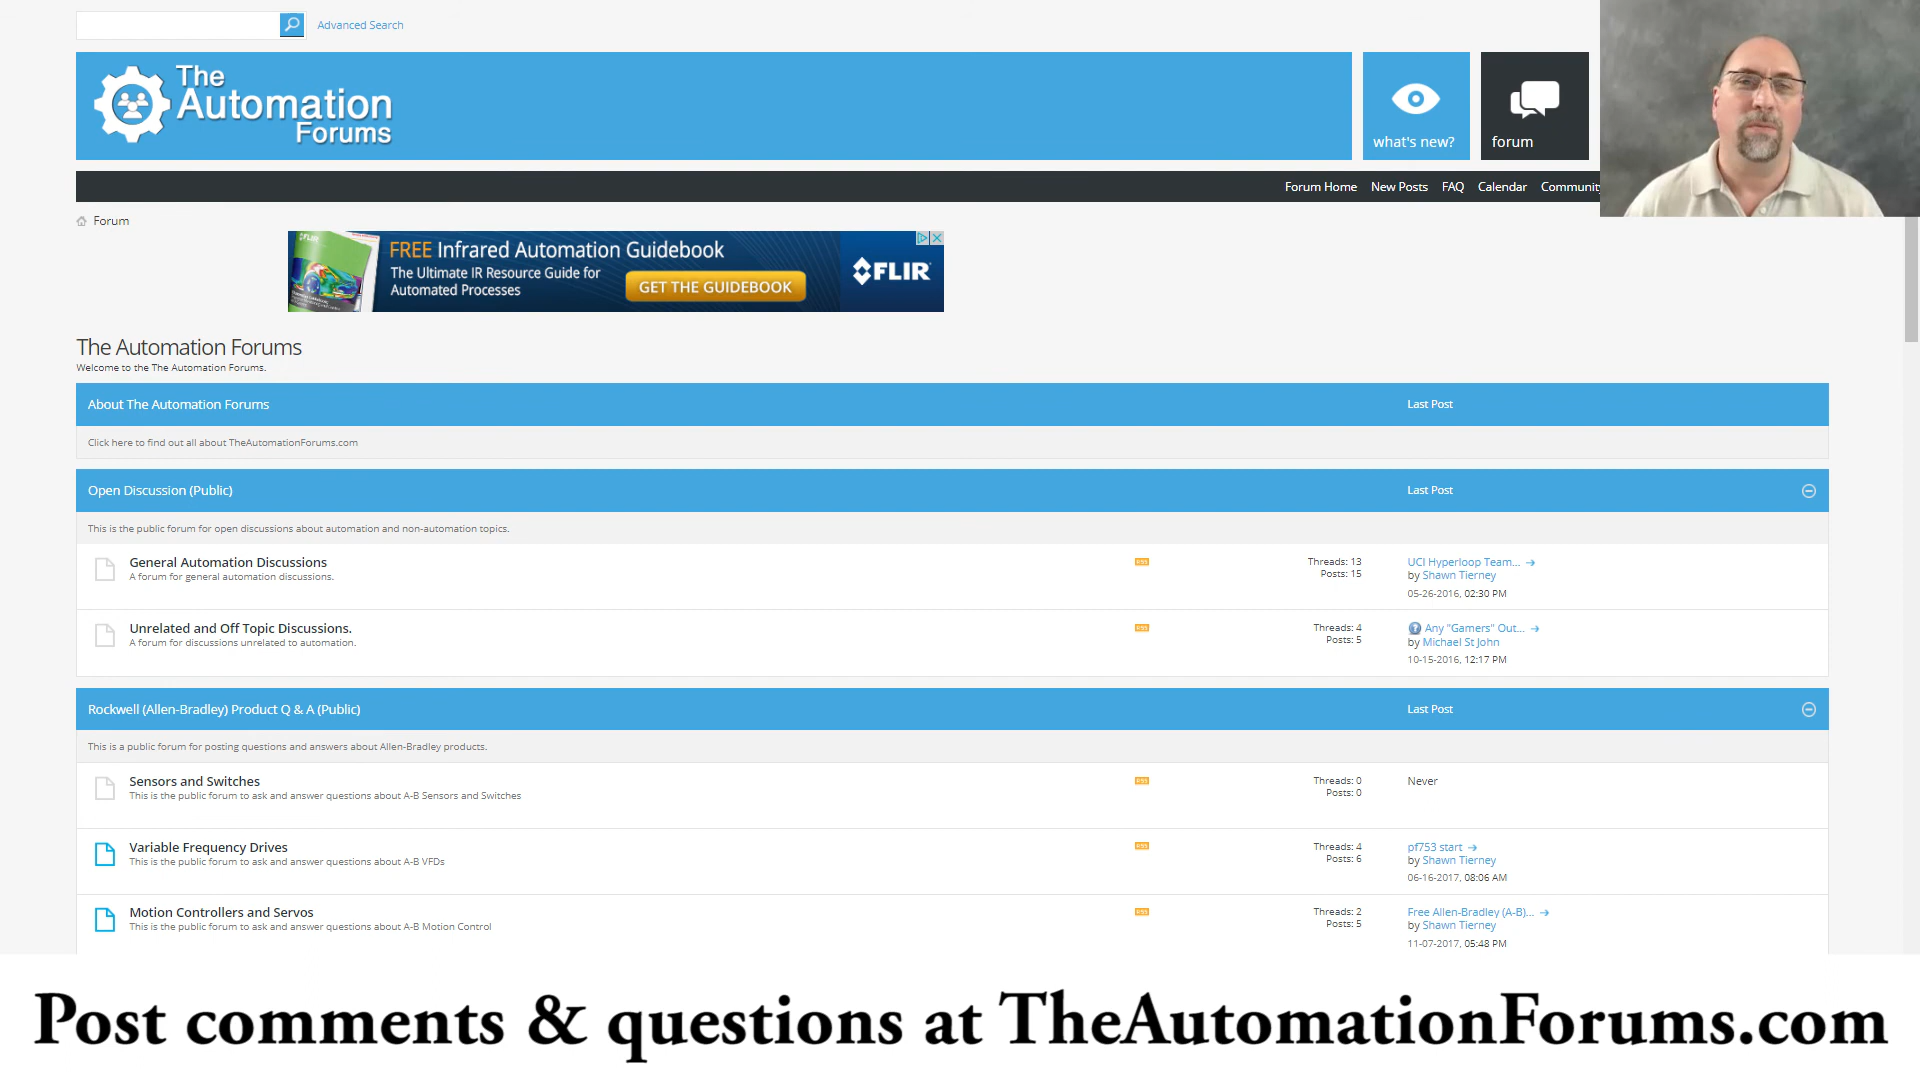 Advanced Search
The
Automation
Forums
what's new?
forum
Forum Home New Posts FAQ Calendar Community
Forum
FREE Infrared Automation Guidebook
The Ultimate IR Resource Guide for
Automated Processes
GET THE GUIDEBOOK
FLIR
The Automation Forums
Welcome to the The Automation Forums.
About The Automation Forums Last Post
Click here to find out all about TheAutomationForums.com
Open Discussion (Public) Last Post
This is the public forum for open discussions about automation and non-automation topics.
General Automation Discussions RSS Threads: 13 UCI Hyperloop Team...
A forum for general automation discussions. Posts: 15 by Shawn Tierney
05-26-2016, 02:30 PM
Unrelated and Off Topic Discussions. RSS Threads: 4 Any "Gamers" Out...
A forum for discussions unrelated to automation. Posts: 5 by Michael St John
10-15-2016, 12:17 PM
Rockwell (Allen-Bradley) Product Q & A (Public) Last Post
This is a public forum for posting questions and answers about Allen-Bradley products.
Sensors and Switches RSS Threads: 0 Never
This is the public forum to ask and answer questions about A-B Sensors and Switches Posts: 0
Variable Frequency Drives RSS Threads: 4 pf753 start
This is the public forum to ask and answer questions about A-B VFDs Posts: 6 by Shawn Tierney
06-16-2017, 08:06 AM
Motion Controllers and Servos RSS Threads: 2 Free Allen-Bradley (A-B)...
This is the public forum to ask and answer questions about A-B Motion Control Posts: 5 by Shawn Tierney
11-07-2017, 05:48 PM
Post comments & questions at TheAutomationForums.com